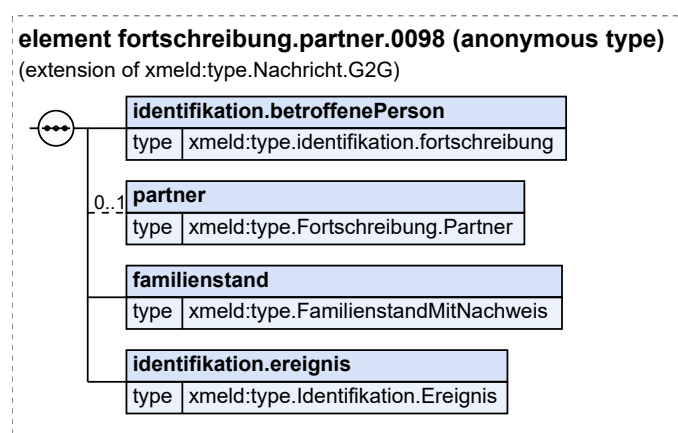 element fortschreibung.partner.0098 (anonymous type)
(extension of xmeld:type.Nachricht.G2G)
identifikation.betroffenePerson
type xmeld:type.identifikation.fortschreibung
0..1 partner
type xmeld:type.Fortschreibung.Partner
familienstand
type xmeld:type.FamilienstandMitNachweis
identifikation.ereignis
type xmeld:type.Identifikation.Ereignis